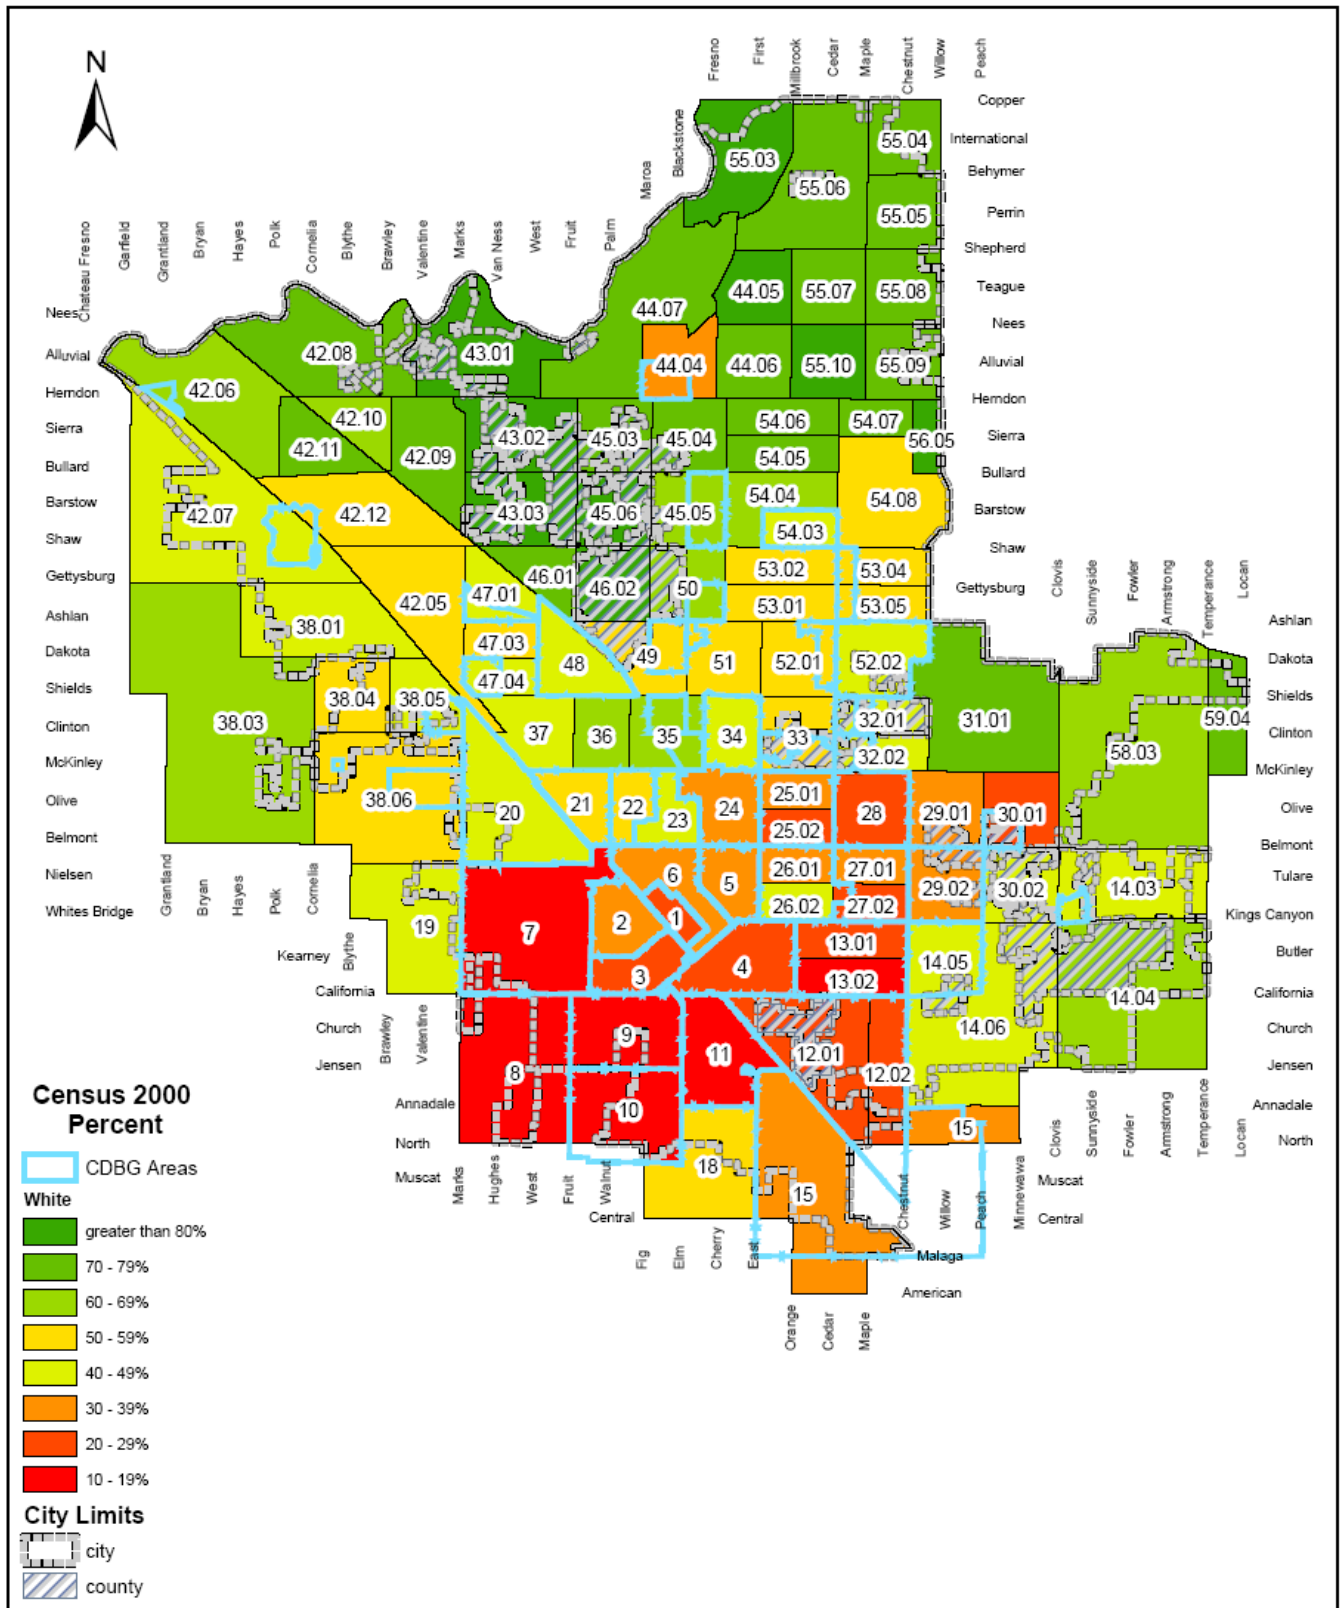 N
Fresno
First
Millbrook
Cedar
Maple
Chestnut
Willow
Peach
Copper
International
Behymer
Perrin
Shepherd
Teague
Nees
Alluvial
Herndon
Sierra
Bullard
Barstow
Shaw
Gettysburg
Blackstone
Maroa
Palm
Fruit
West
Van Ness
Marks
Valentine
Brawley
Blythe
Cornelia
Polk
Hayes
Bryan
Grantland
Garfield
Chateau Fresno
Nees
Alluvial
Herndon
Sierra
Bullard
Barstow
Shaw
Gettysburg
Ashlan
Dakota
Shields
Clinton
McKinley
Olive
Belmont
Nielsen
Whites Bridge
Grantland
Bryan
Hayes
Polk
Cornelia
Kearney
Blythe
California
Church
Jensen
Brawley
Valentine
Annadale
North
Muscat
Marks
Hughes
West
Fruit
Walnut
Central
Fig
Elm
Cherry
East
Orange
Cedar
Maple
American
Malaga
Chestnut
Willow
Peach
Minnewawa
Muscat
Central
Clovis
Sunnyside
Fowler
Armstrong
Temperance
Locan
Clovis
Sunnyside
Fowler
Armstrong
Temperance
Locan
Ashlan
Dakota
Shields
Clinton
McKinley
Olive
Belmont
Tulare
Kings Canyon
Butler
California
Church
Jensen
Annadale
North
55.03
55.04
55.06
55.05
44.05
55.07
55.08
44.07
44.04
44.06
55.10
55.09
42.08
43.01
42.06
42.10
42.11
42.09
43.02
45.03
45.04
54.06
54.07
56.05
54.05
42.07
42.12
43.03
45.06
45.05
54.04
54.03
54.08
46.01
46.02
50
53.02
53.04
53.01
53.05
42.05
47.01
38.01
47.03
47.04
48
49
51
52.01
52.02
38.04
38.05
38.03
37
36
35
34
33
32.01
32.02
31.01
58.03
59.04
38.06
20
21
22
23
24
25.01
25.02
28
29.01
30.01
6
5
26.01
27.01
29.02
30.02
14.03
26.02
27.02
19
7
2
1
3
4
13.01
13.02
14.05
14.04
14.06
9
11
12.01
12.02
8
10
15
18
15
Census 2000
Percent
CDBG Areas
White
greater than 80%
70 - 79%
60 - 69%
50 - 59%
40 - 49%
30 - 39%
20 - 29%
10 - 19%
City Limits
city
county